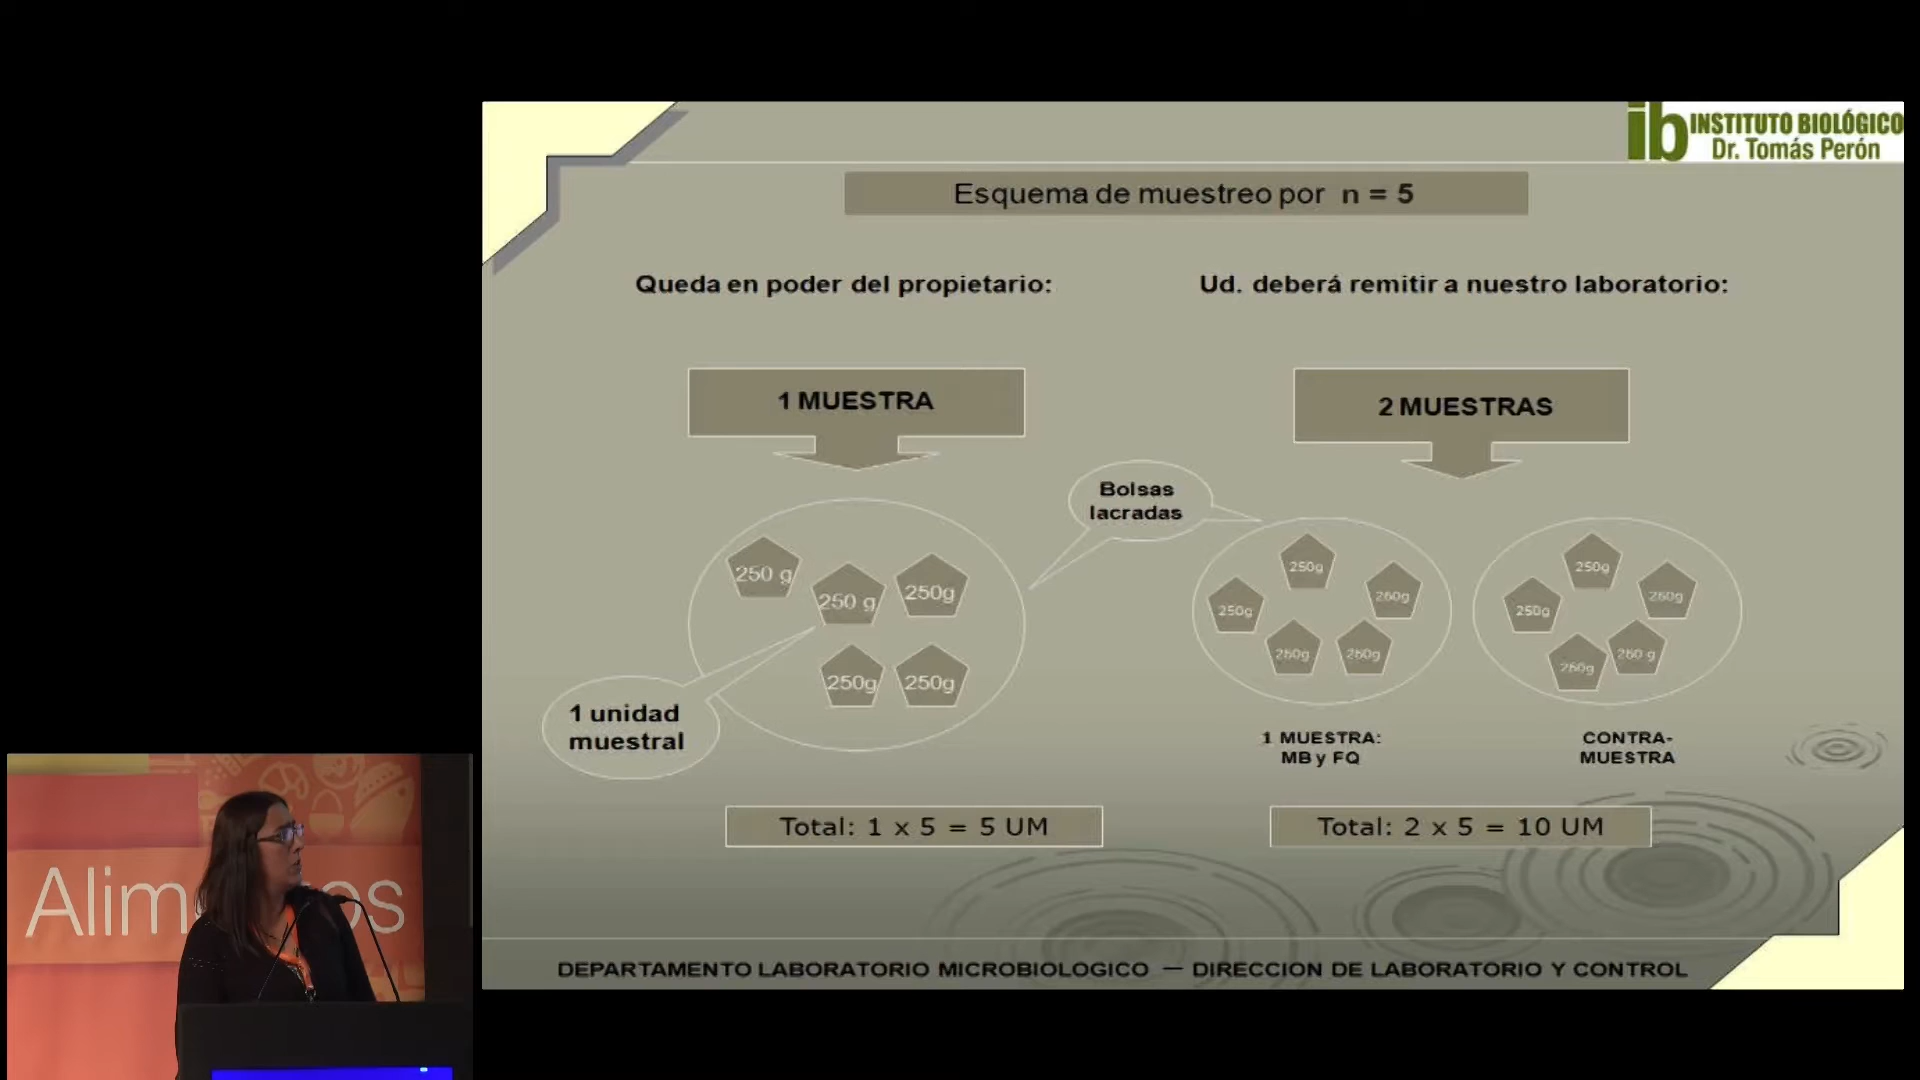 INSTITUTO BIOLÓGICO
Dr. Tomás Perón
Esquema de muestreo por n = 5
Queda en poder del propietario:
Ud. deberá remitir a nuestro laboratorio:
1 MUESTRA
2 MUESTRAS
Bolsas
lacradas
250 g
250 g
250g
250g
250g
1 unidad
muestral
250g
250g
250g
250g
250g
250g
250g
250g
250g
250 g
1 MUESTRA:
MB y FQ
CONTRA-
MUESTRA
Total: 1 x 5 = 5 UM
Total: 2 x 5 = 10 UM
DEPARTAMENTO LABORATORIO MICROBIOLOGICO — DIRECCION DE LABORATORIO Y CONTROL